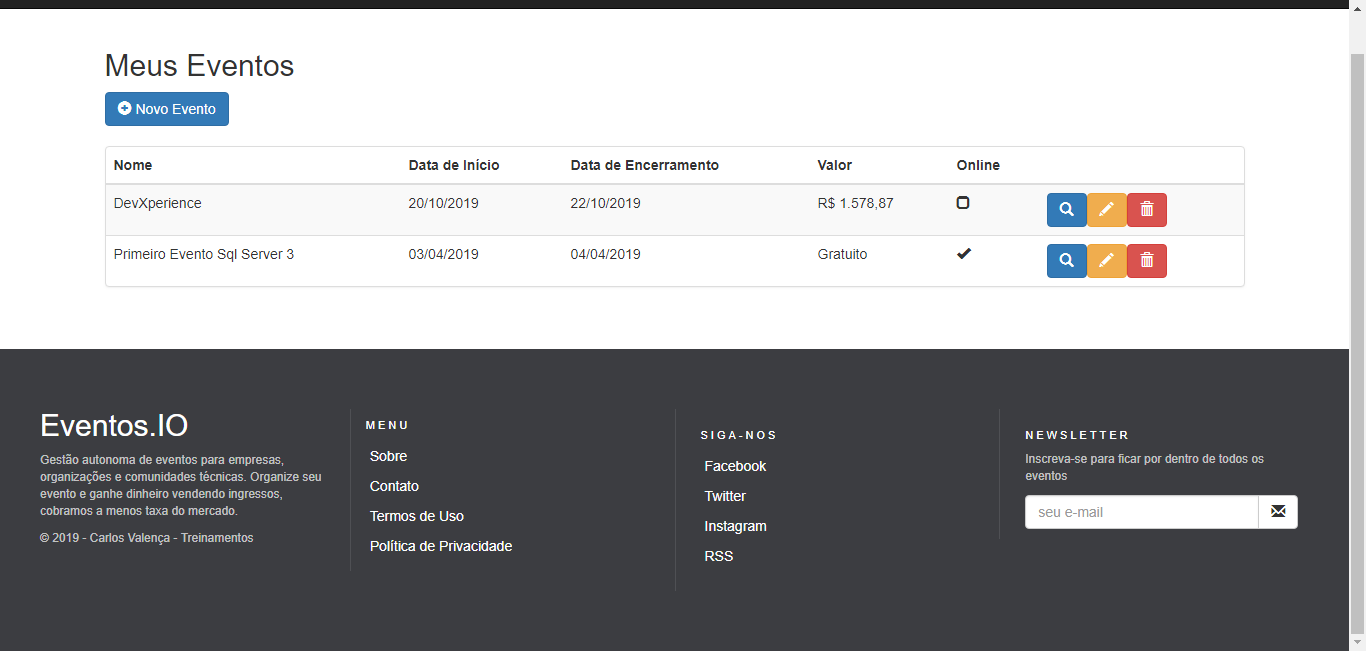 Meus Eventos
Novo Evento
Nome Data de Início Data de Encerramento Valor Online
DevXperience 20/10/2019 22/10/2019 R$ 1.578,87
Primeiro Evento Sql Server 3 03/04/2019 04/04/2019 Gratuito
Eventos.IO
Gestão autonoma de eventos para empresas,
organizações e comunidades técnicas. Organize seu
evento e ganhe dinheiro vendendo ingressos,
cobramos a menos taxa do mercado.
© 2019 - Carlos Valença - Treinamentos
MENU
Sobre
Contato
Termos de Uso
Política de Privacidade
SIGA-NOS
Facebook
Twitter
Instagram
RSS
NEWSLETTER
Inscreva-se para ficar por dentro de todos os
eventos
seu e-mail